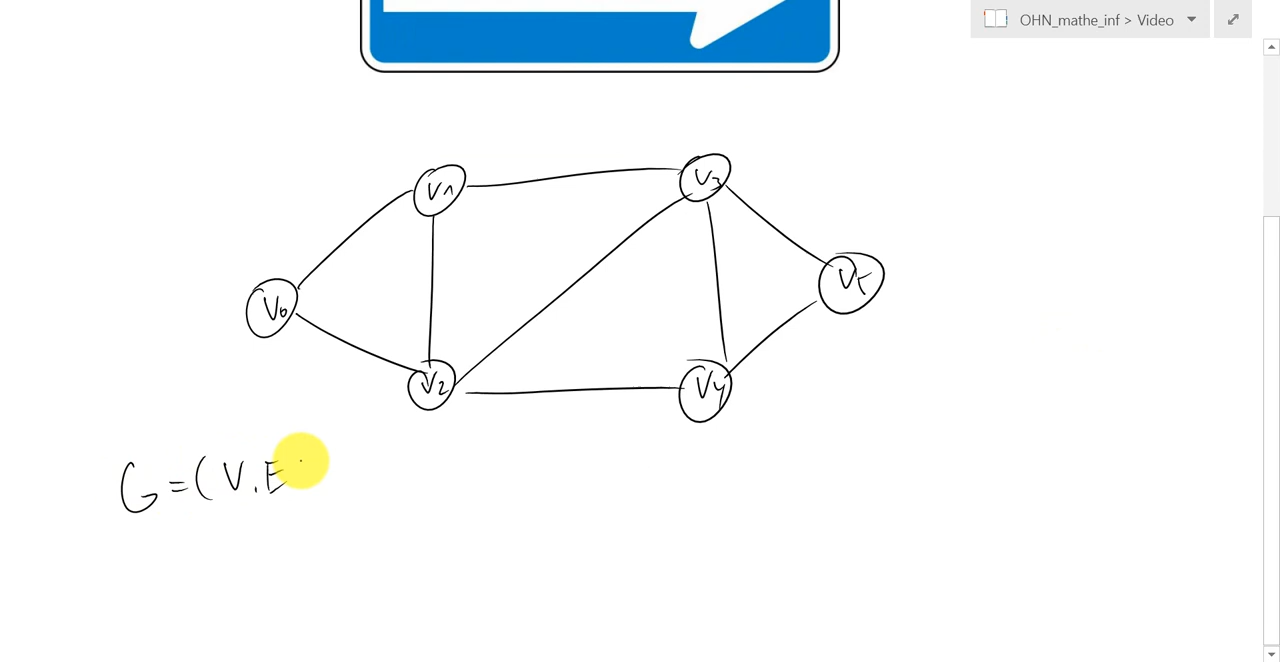 OHN_mathe_inf > Video
V1 V3
V0 V5
V2 V4
G=(V,E